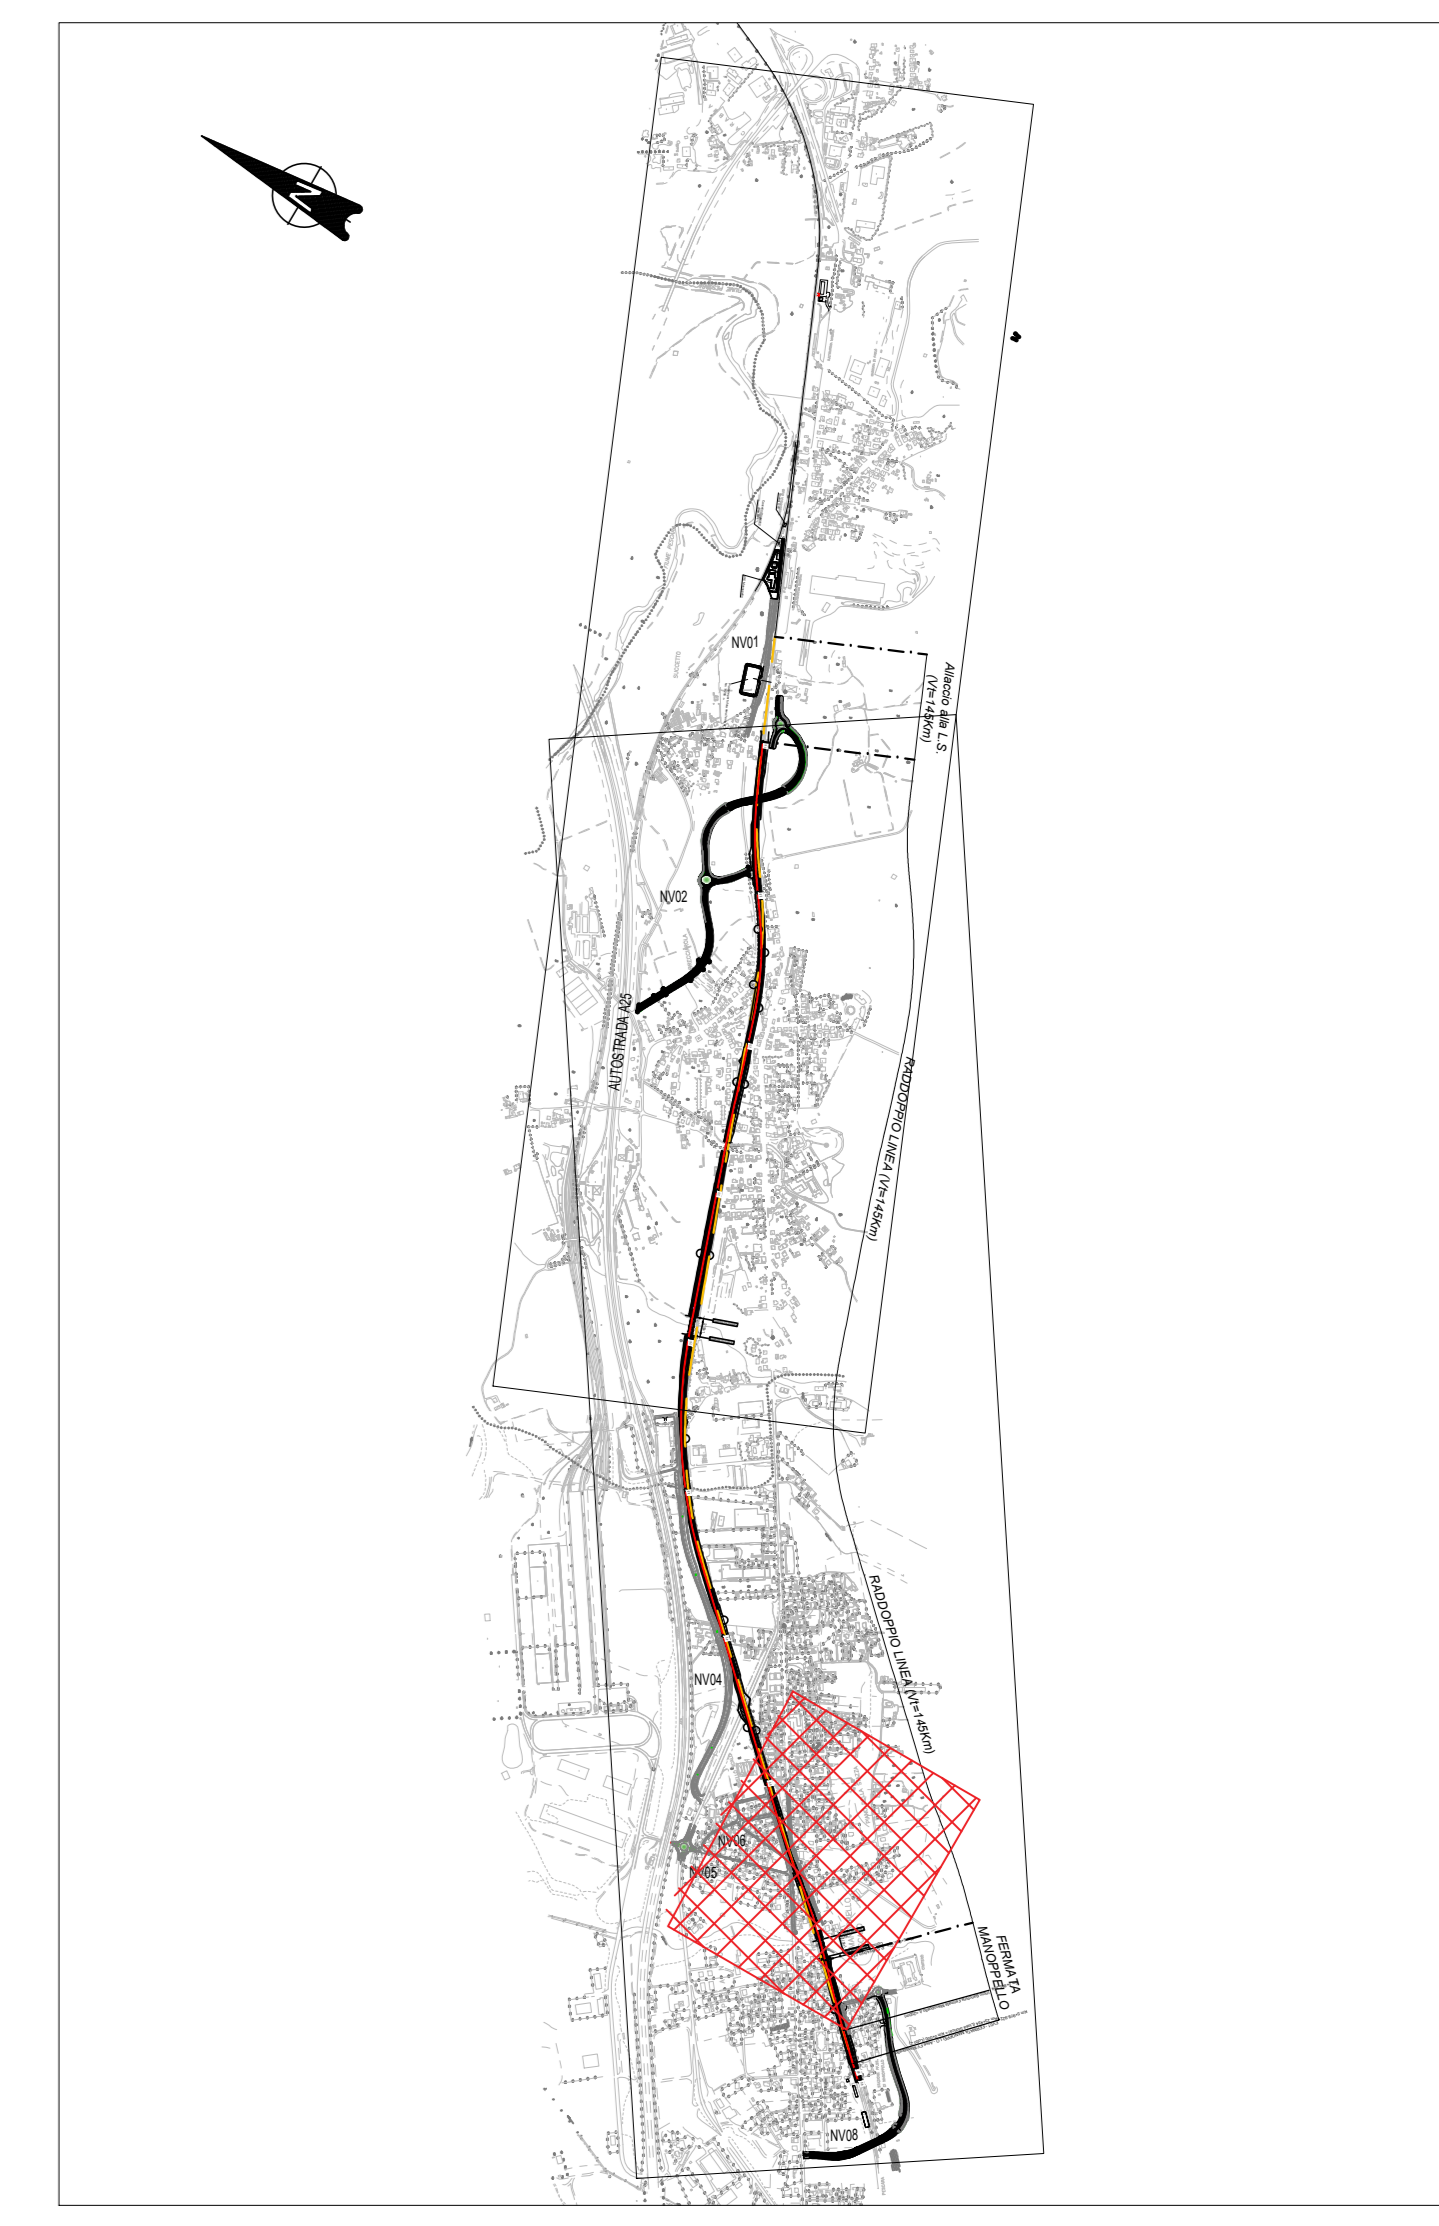 N
NV01
SUCCETTO
Allaccio alla L.S.
(Vt=145Km)
NV02
AUTOSTRADA A25
RADDOPPIO LINEA (Vt=145Km)
RADDOPPIO LINEA (Vt=145Km)
NV04
NV06
NV05
FERMATA
MANOPPELLO
NV08